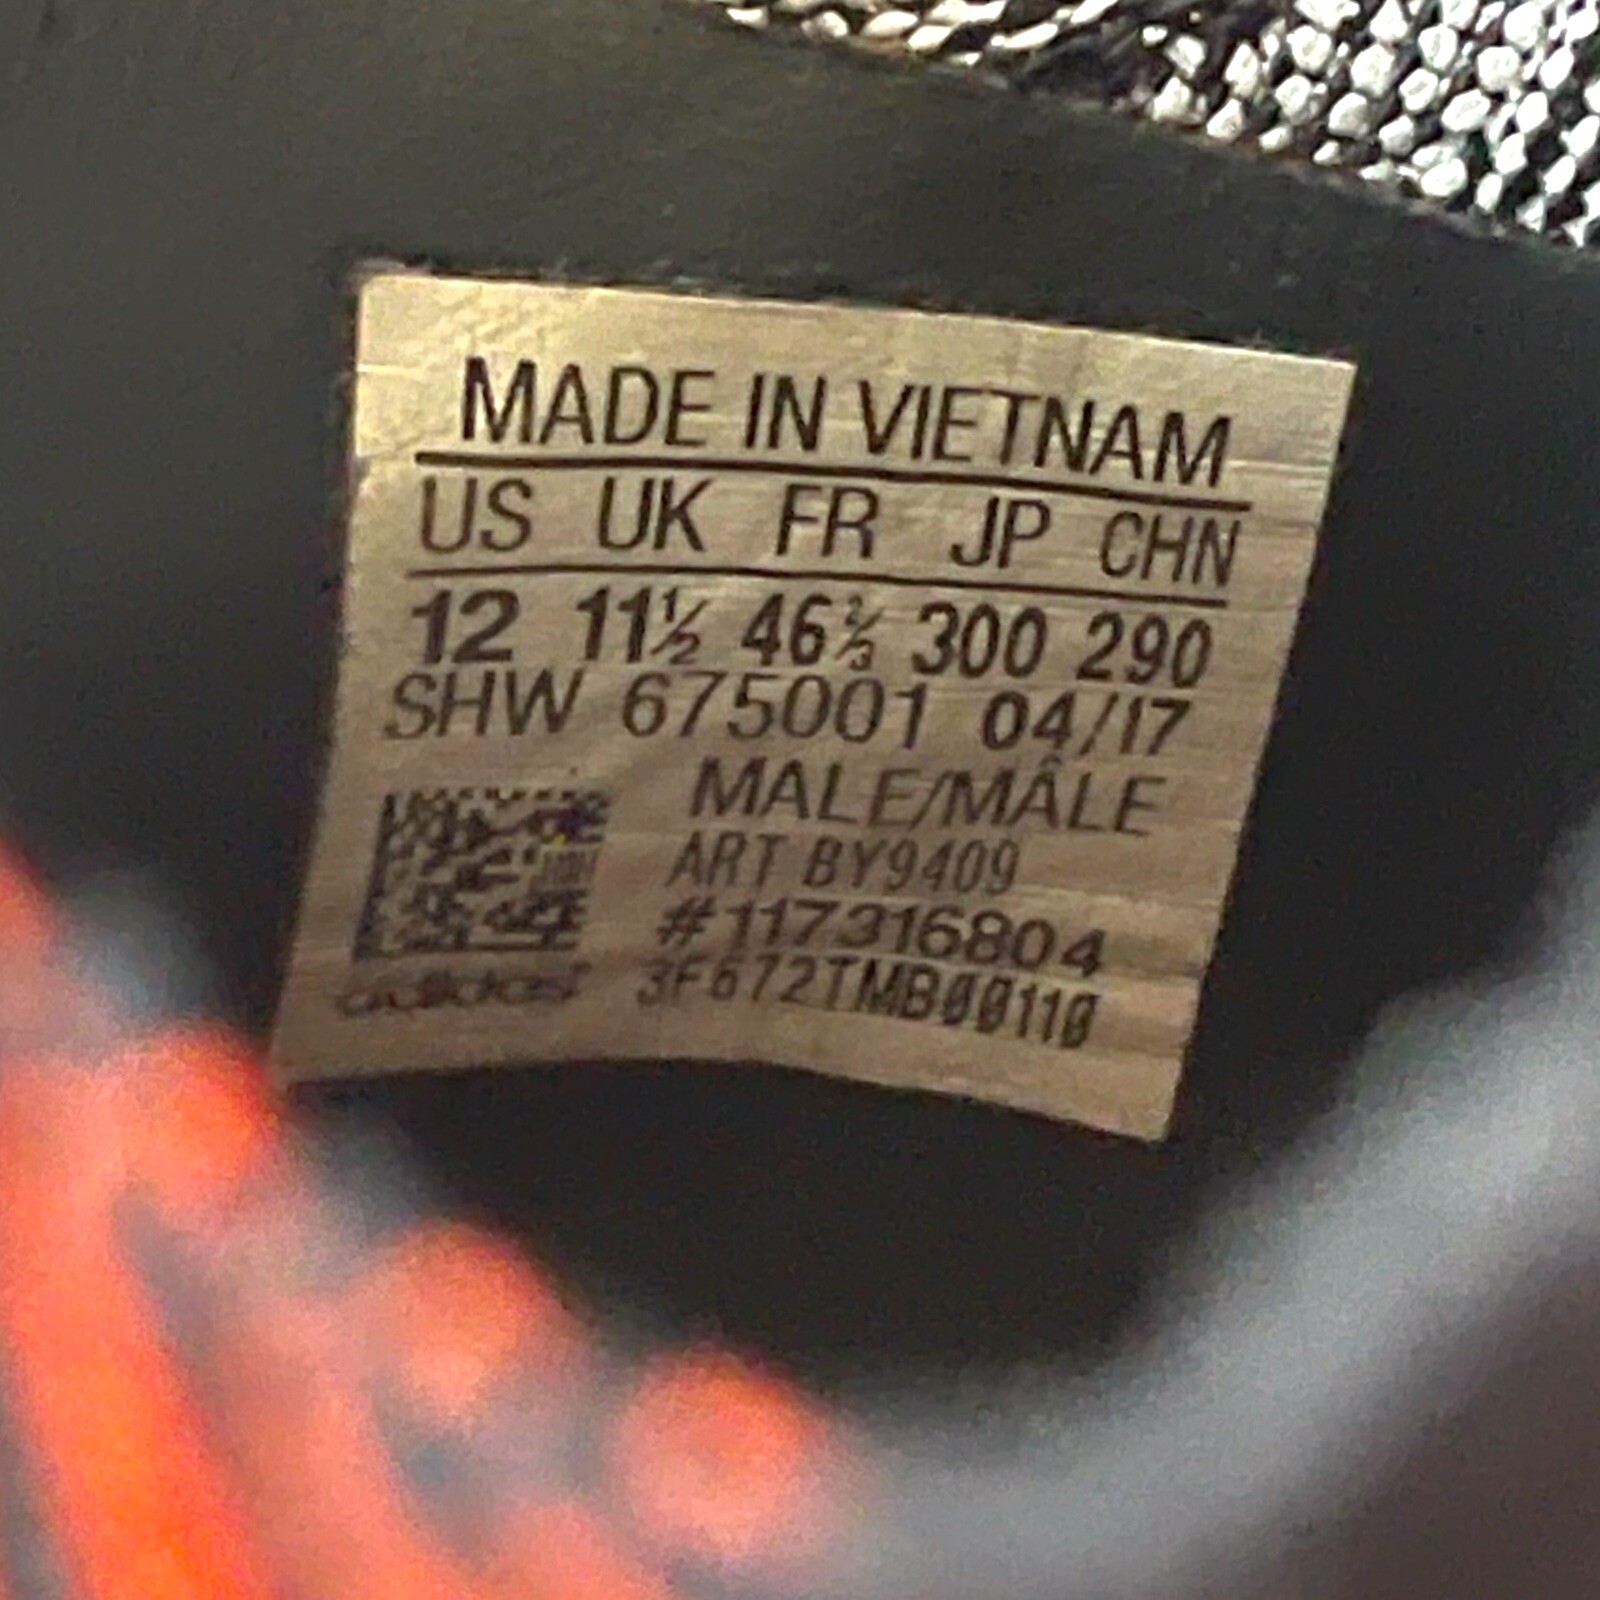 MADE IN VIETNAM
US UK FR JP CHN
12 11½ 46⅔ 300 290
SHW 675001 04/17
MALE/MÂLE
ART BY9409
#117316804
adidas 3F672TMB00110